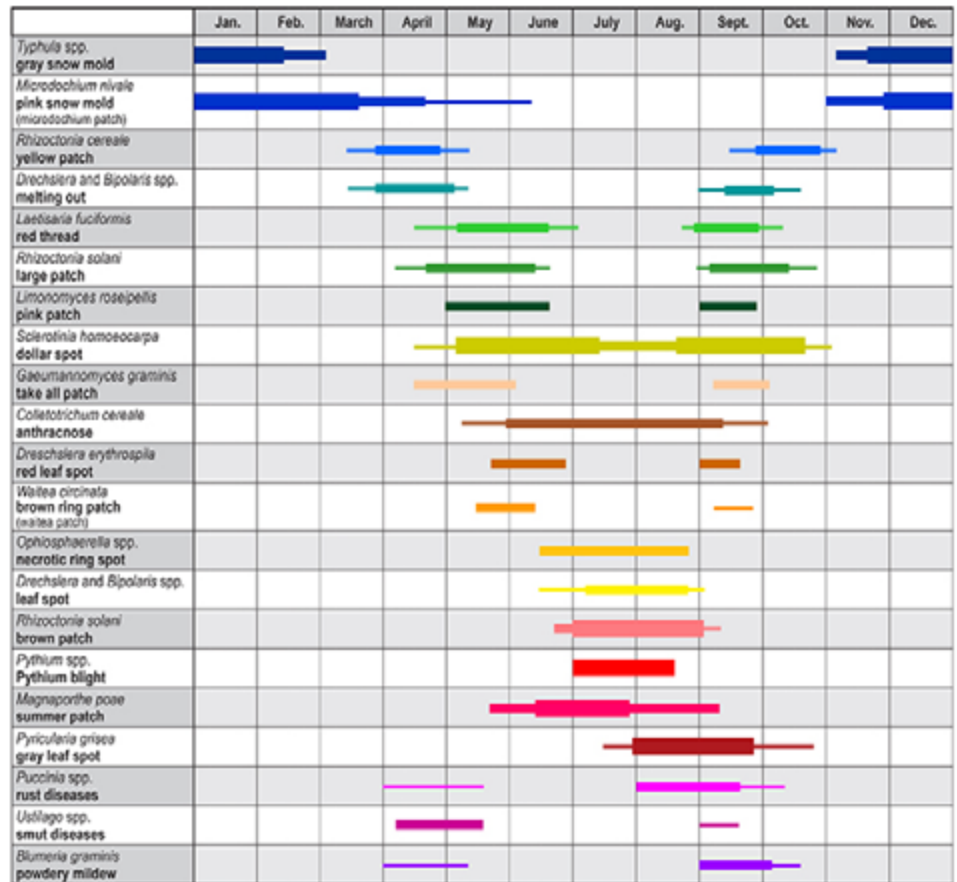 Jan. Feb. March April May June July Aug. Sept. Oct. Nov. Dec.
Typhula spp.
gray snow mold
Microdochium nivale
pink snow mold
(microdochium patch)
Rhizoctonia cereale
yellow patch
Drechslera and Bipolaris spp.
melting out
Laetisaria fuciformis
red thread
Rhizoctonia solani
large patch
Limonomyces roseipellis
pink patch
Sclerotinia homoeocarpa
dollar spot
Gaeumannomyces graminis
take all patch
Colletotrichum cereale
anthracnose
Dreschslera erythrospila
red leaf spot
Waitea circinata
brown ring patch
(waitea patch)
Ophiosphaerella spp.
necrotic ring spot
Drechslera and Bipolaris spp.
leaf spot
Rhizoctonia solani
brown patch
Pythium spp.
Pythium blight
Magnaporthe poae
summer patch
Pyricularia grisea
gray leaf spot
Puccinia spp.
rust diseases
Ustilago spp.
smut diseases
Blumeria graminis
powdery mildew